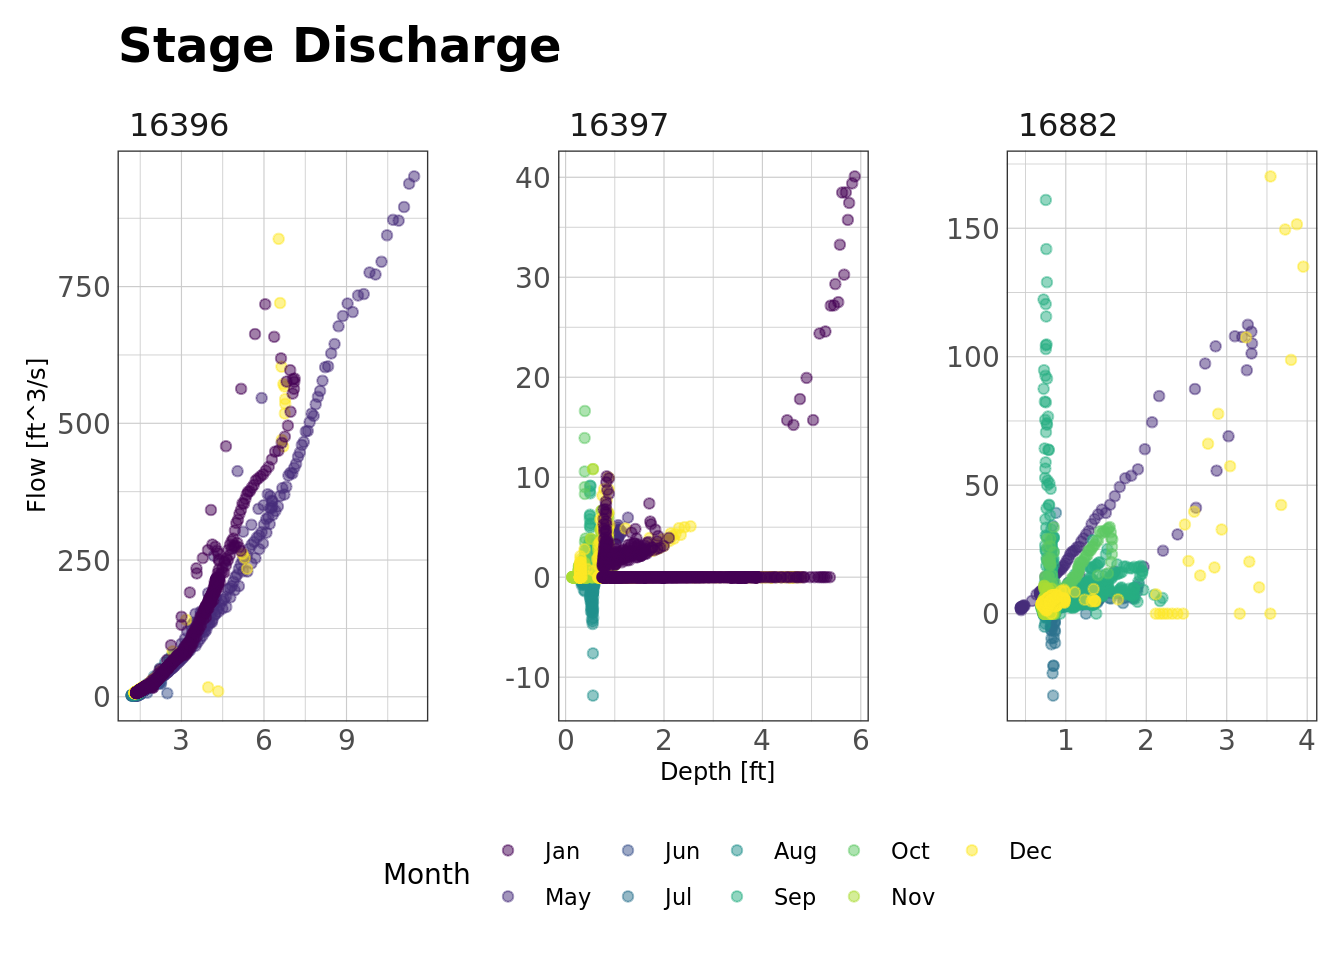 Stage Discharge
16396 16397 16882
Flow [ft^3/s]
750
500
250
0
3 6 9
40
30
20
10
0
-10
0 2 4 6
150
100
50
0
1 2 3 4
Depth [ft]
Month
Jan Jun Aug Oct Dec
May Jul Sep Nov